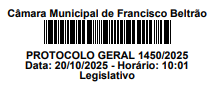 Câmara Municipal de Francisco Beltrão
PROTOCOLO GERAL 1450/2025
Data: 20/10/2025 - Horário: 10:01
Legislativo